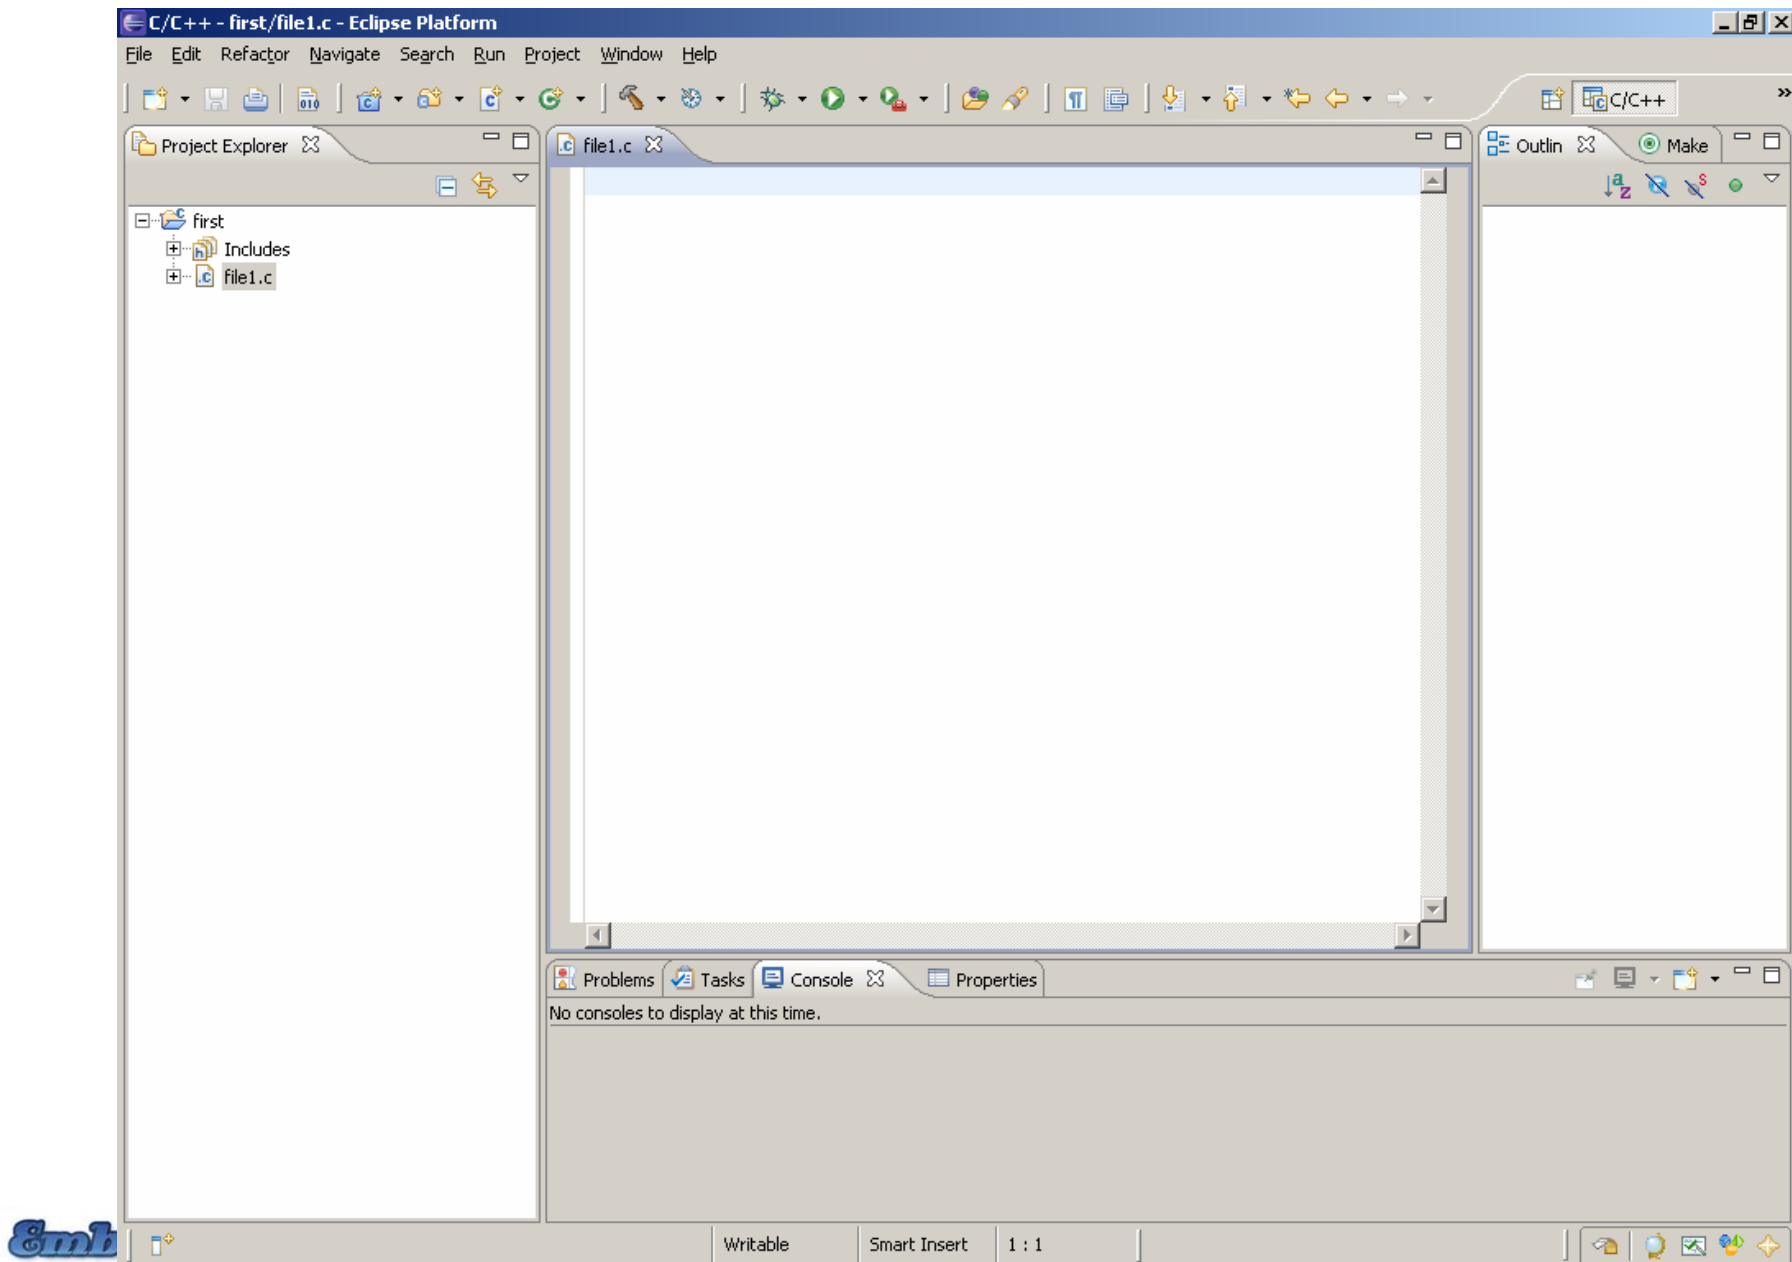 C/C++ - first/file1.c - Eclipse Platform
File Edit Refactor Navigate Search Run Project Window Help
C/C++
Project Explorer
file1.c
Outlin
Make
first
Includes
file1.c
Problems Tasks Console Properties
No consoles to display at this time.
Emb
Writable Smart Insert 1 : 1